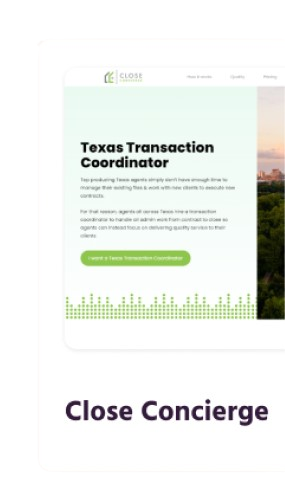 CLOSE
How it works Quality Pricing
Texas Transaction
Coordinator
Top producing Texas agents simply don't have enough time to
manage their existing files & work with new clients to execute new
contracts.
For that reason, agents all across Texas hire a transaction
coordinator to handle all admin work from contract to close so
agents can instead focus on delivering quality service to their
clients.
I want a Texas Transaction Coordinator
Close Concierge